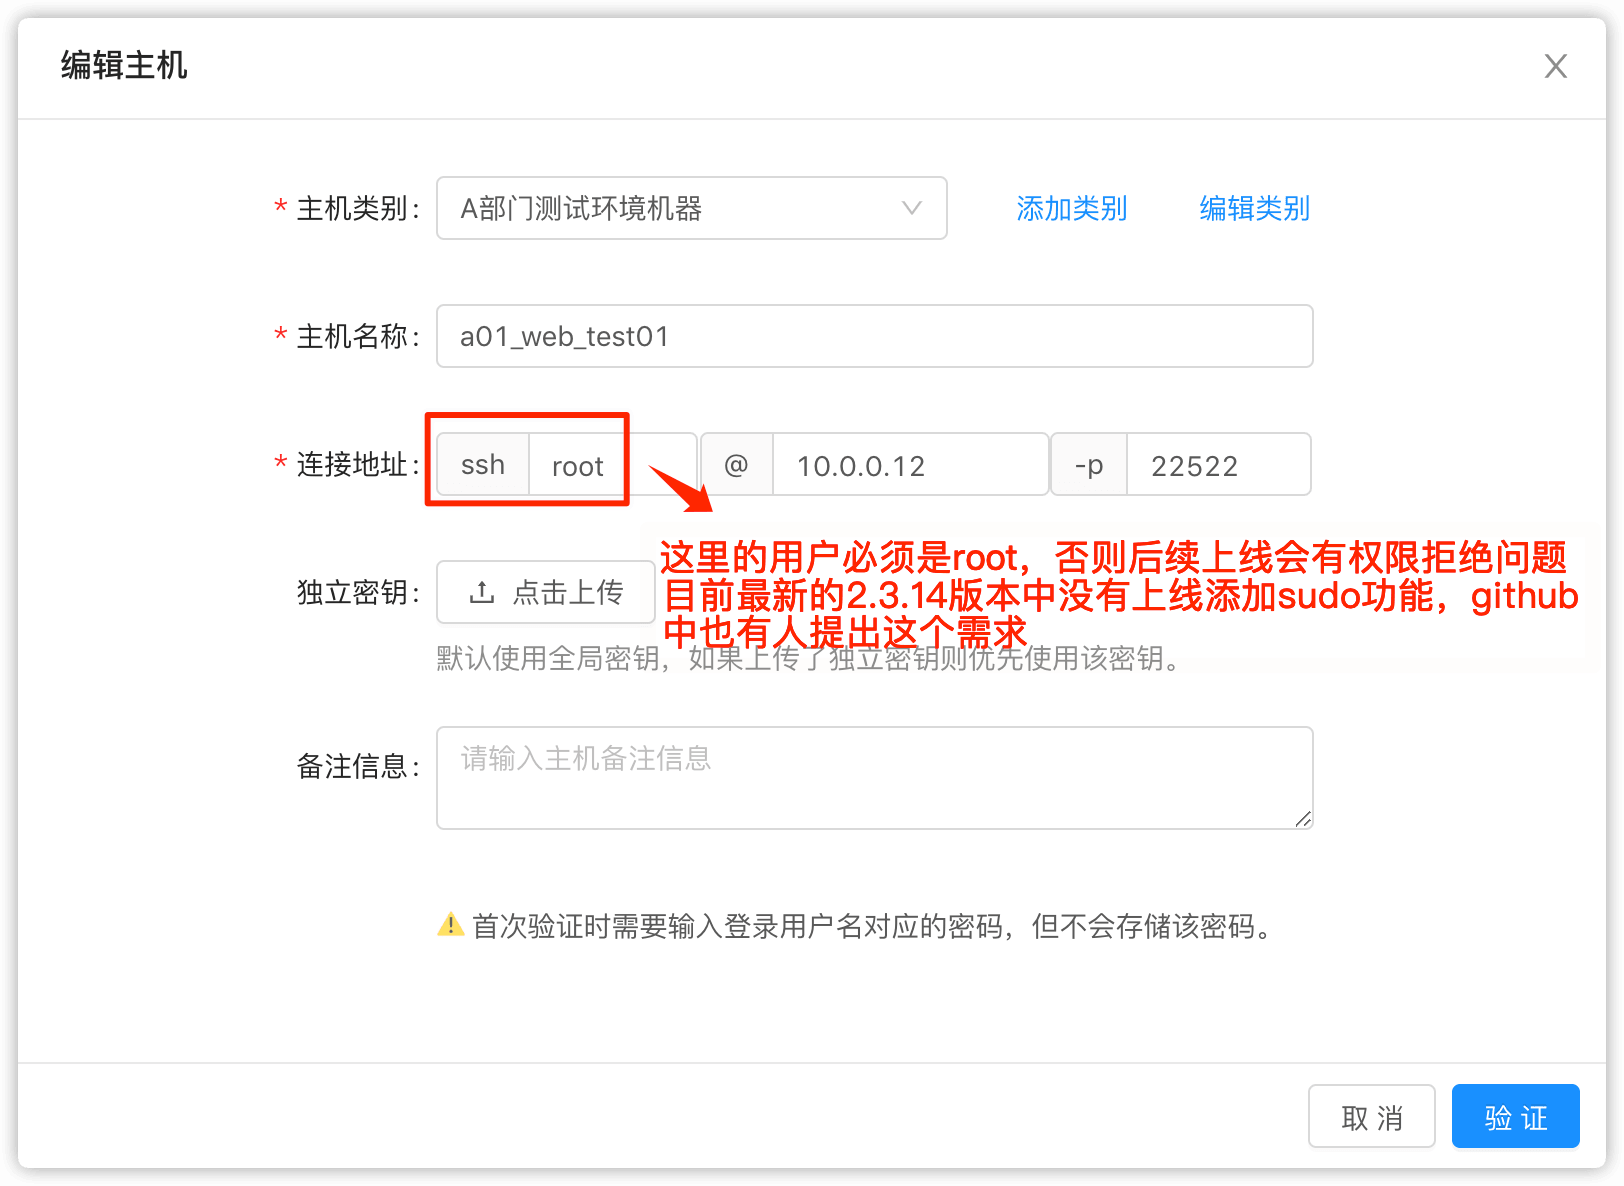 编辑主机
* 主机类别: A部门测试环境机器 添加类别 编辑类别
* 主机名称: a01_web_test01
* 连接地址: ssh root @ 10.0.0.12 -p 22522
这里的用户必须是root，否则后续上线会有权限拒绝问题
独立密钥: 点击上传
目前最新的2.3.14版本中没有上线添加sudo功能，github
中也有人提出这个需求
默认使用全局密钥，如果上传了独立密钥则优先使用该密钥。
备注信息: 请输入主机备注信息
首次验证时需要输入登录用户名对应的密码，但不会存储该密码。
取 消 验 证